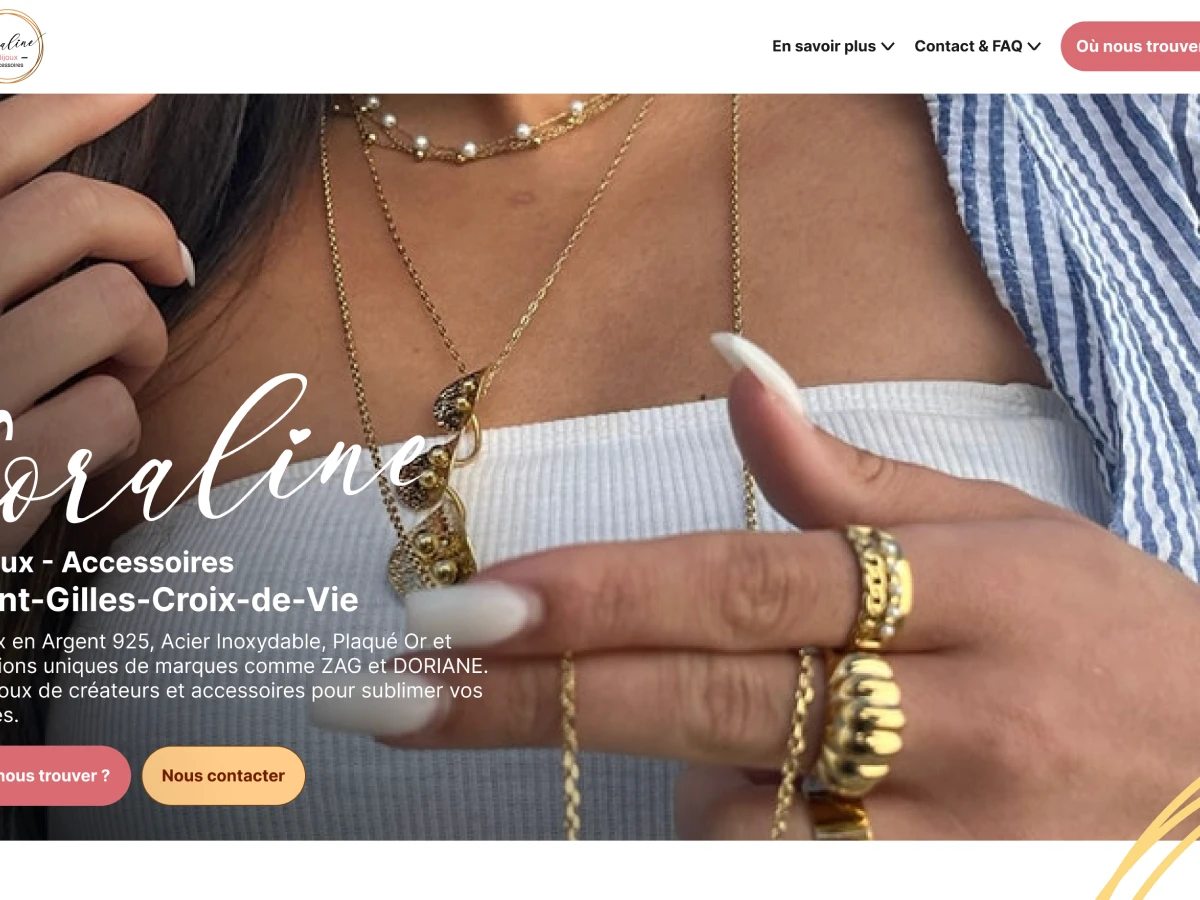 aline
Bijoux
cessoires
En savoir plus
Contact & FAQ
Où nous trouver
oraline
ux - Accessoires
nt-Gilles-Croix-de-Vie
x en Argent 925, Acier Inoxydable, Plaqué Or et
ions uniques de marques comme ZAG et DORIANE.
oux de créateurs et accessoires pour sublimer vos
es.
nous trouver ?
Nous contacter